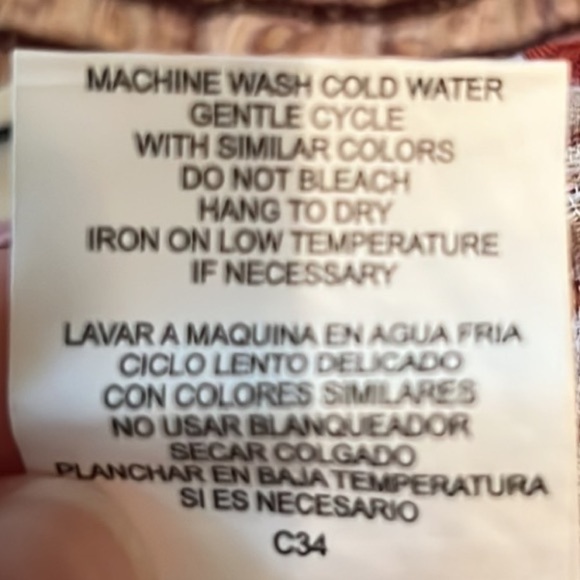 MACHINE WASH COLD WATER
GENTLE CYCLE
WITH SIMILAR COLORS
DO NOT BLEACH
HANG TO DRY
IRON ON LOW TEMPERATURE
IF NECESSARY
LAVAR A MAQUINA EN AGUA FRIA
CICLO LENTO DELICADO
CON COLORES SIMILARES
NO USAR BLANQUEADOR
SECAR COLGADO
PLANCHAR EN BAJA TEMPERATURA
SI ES NECESARIO
C34